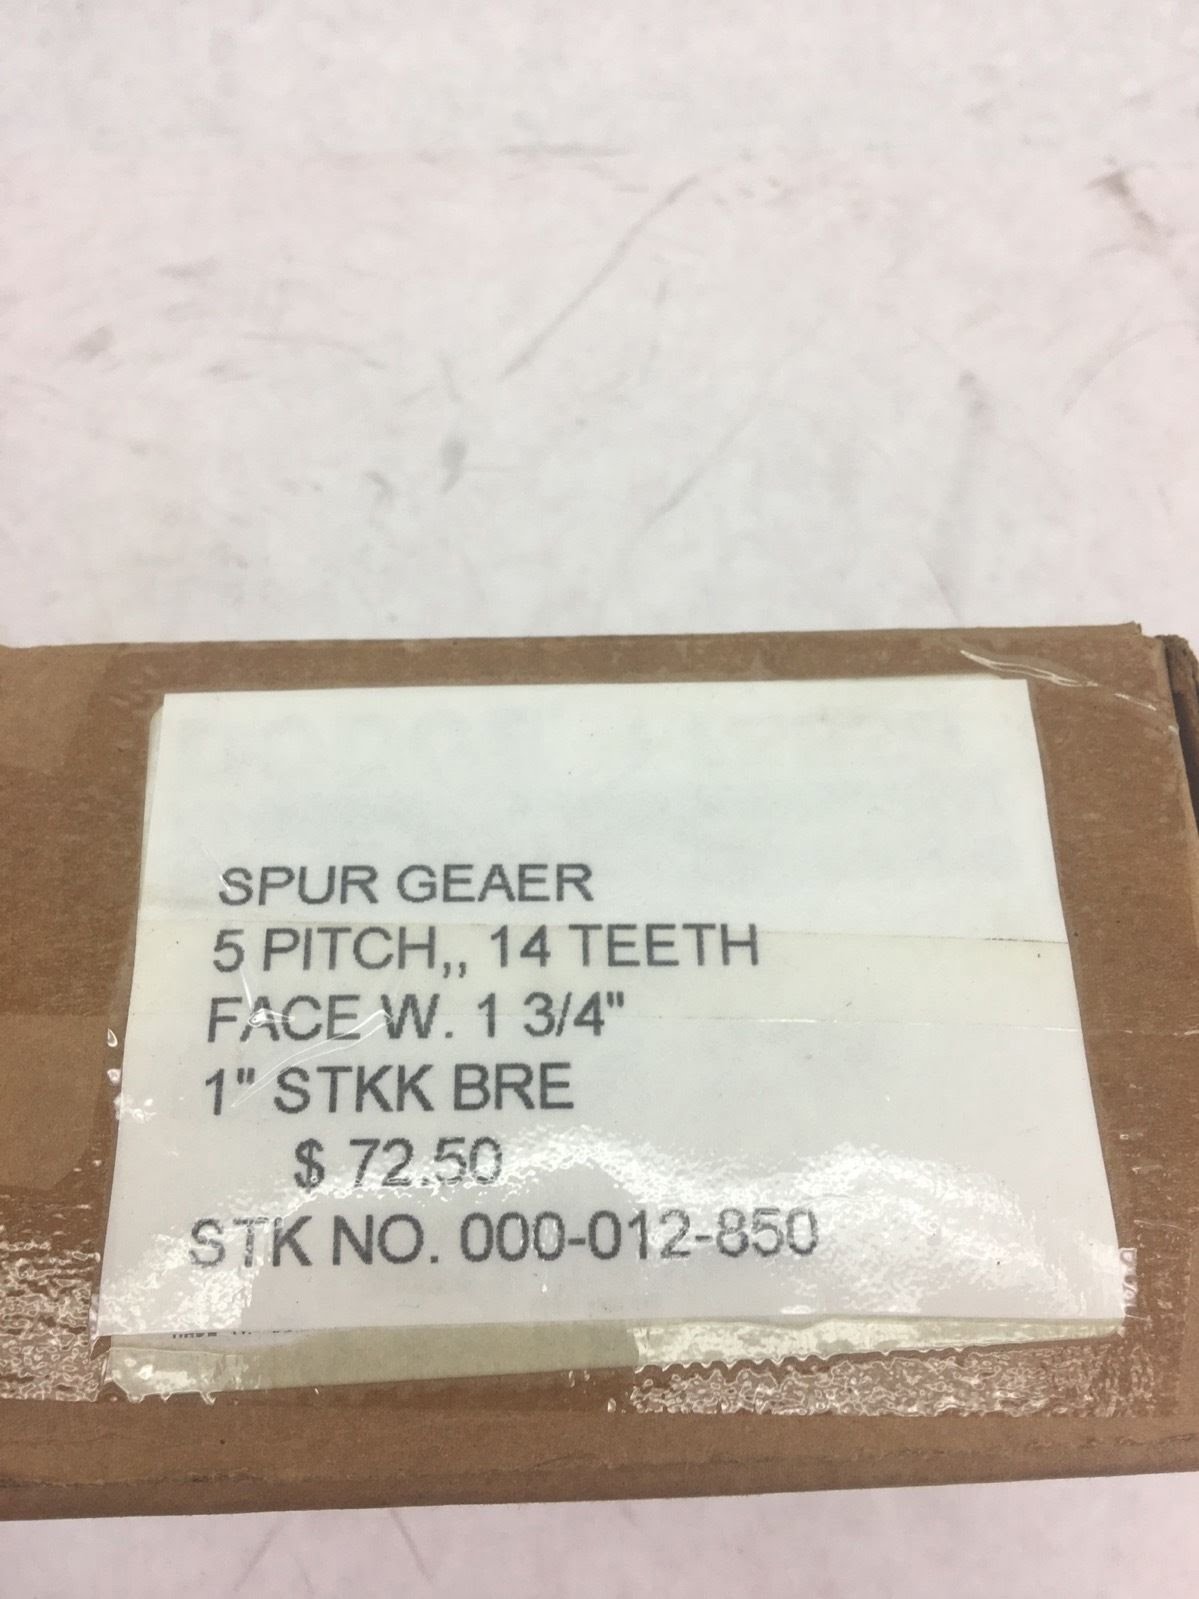 SPUR GEAER
5 PITCH,, 14 TEETH
FACE W. 1 3/4"
1" STKK BRE
$ 72.50
STK NO. 000-012-850